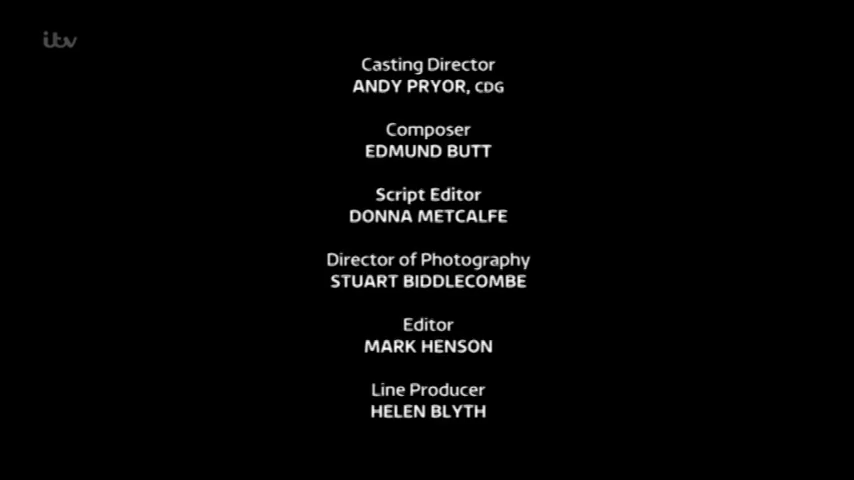 itv
Casting Director
ANDY PRYOR, CDG
Composer
EDMUND BUTT
Script Editor
DONNA METCALFE
Director of Photography
STUART BIDDLECOMBE
Editor
MARK HENSON
Line Producer
HELEN BLYTH